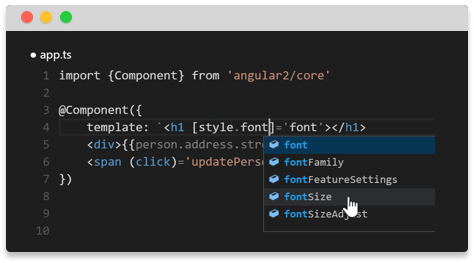 ● app.ts
1 import {Component} from 'angular2/core'
2
3 @Component({
4 template: `<h1 [style.font]='font'></h1>
5 <div>{{person.address.stre
font
6 <span (click)='updatePers
fontFamily
7 })
fontFeatureSettings
8
fontSize
9
fontSizeAdjust
10